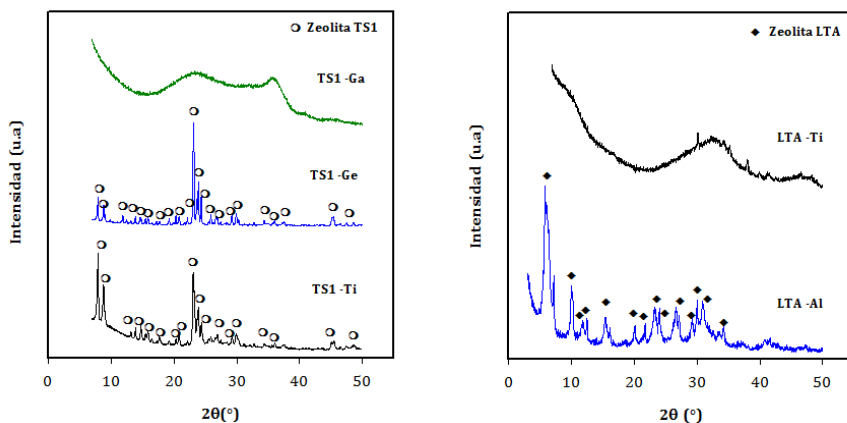 Zeolita TS1
TS1 -Ga
TS1 -Ge
TS1 -Ti
Intensidad (u.a)
0 10 20 30 40 50
2θ(°)
Zeolita LTA
LTA -Ti
LTA -Al
Intensidad (u.a)
0 10 20 30 40 50
2θ (°)